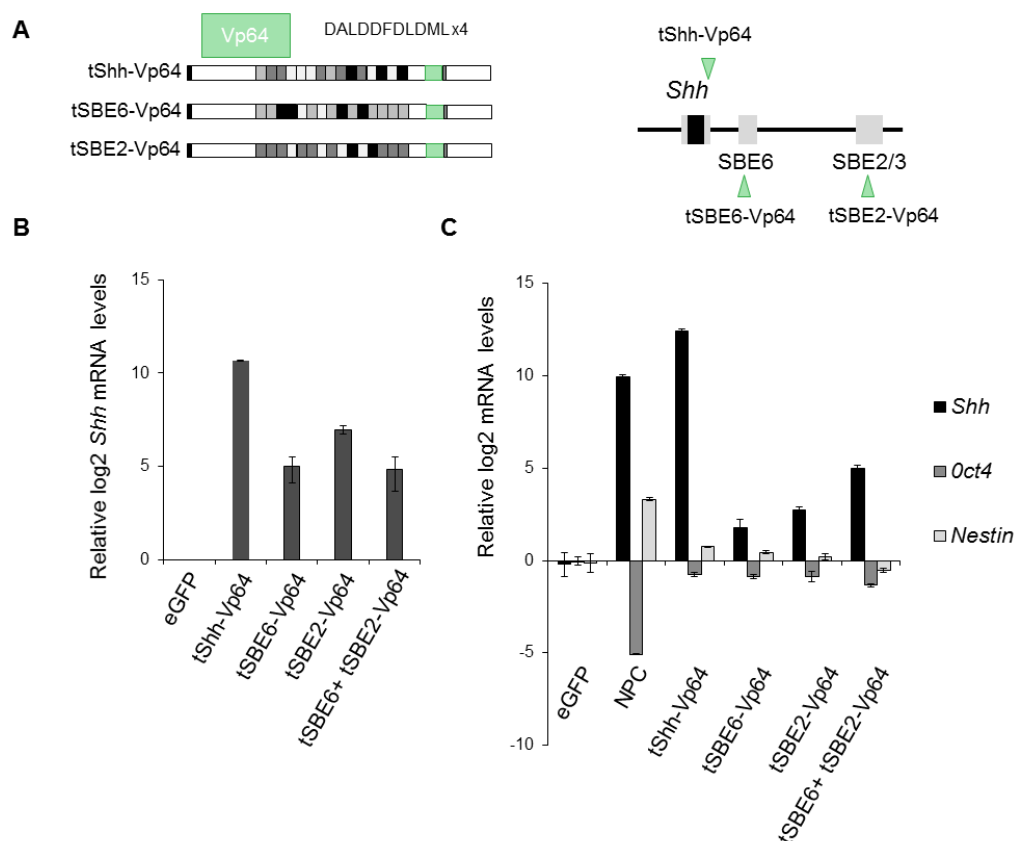 A
Vp64
DALDDFDLDMLx4
tShh-Vp64
tSBE6-Vp64
tSBE2-Vp64
tShh-Vp64
Shh
SBE6
SBE2/3
tSBE6-Vp64
tSBE2-Vp64
B
Relative log2 Shh mRNA levels
15
10
5
0
eGFP
tShh-Vp64
tSBE6-Vp64
tSBE2-Vp64
tSBE6+ tSBE2-Vp64
C
Relative log2 mRNA levels
15
10
5
0
-5
-10
eGFP
NPC
tShh-Vp64
tSBE6-Vp64
tSBE2-Vp64
tSBE6+ tSBE2-Vp64
Shh
0ct4
Nestin